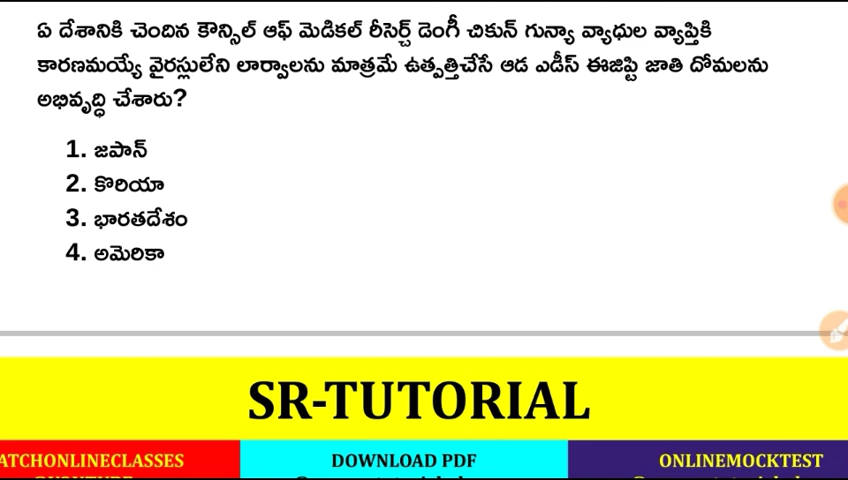 ఏ దేశానికి చెందిన కౌన్సిల్ ఆఫ్ మెడికల్ రీసెర్చ్ డెంగీ చికున్ గున్యా వ్యాధుల వ్యాప్తికి
కారణమయ్యే వైరస్లులేని లార్వాలను మాత్రమే ఉత్పత్తిచేసే ఆడ ఎడీస్ ఈజిప్టి జాతి దోమలను
అభివృద్ధి చేశారు?
1. జపాన్
2. కొరియా
3. భారతదేశం
4. అమెరికా
SR-TUTORIAL
ATCHONLINECLASSES DOWNLOAD PDF ONLINEMOCKTEST